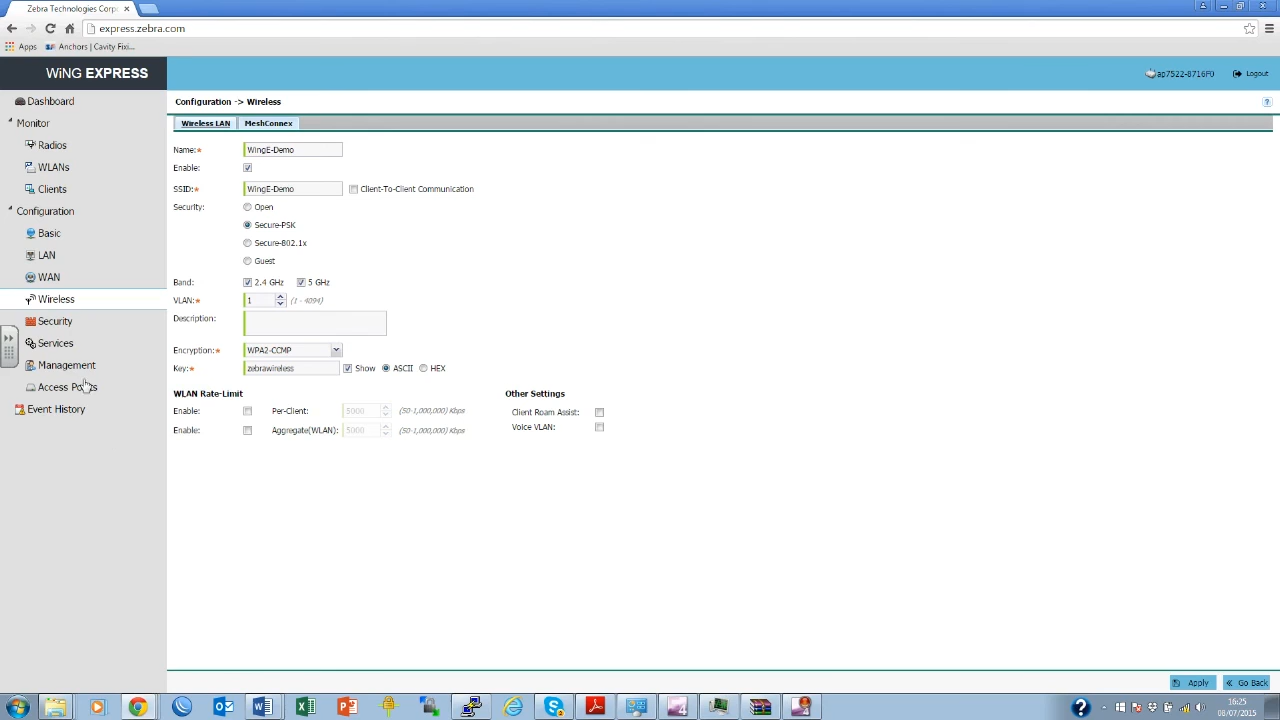 Zebra Technologies Corp
express.zebra.com
Apps Anchors | Cavity Fixi...
WiNG EXPRESS
ap7522-8716F0 Logout
Dashboard
Monitor
Radios
WLANs
Clients
Configuration
Basic
LAN
WAN
Wireless
Security
Services
Management
Access Points
Event History
Configuration -> Wireless
?
Wireless LAN MeshConnex
Name:* WingE-Demo
Enable:
SSID:* WingE-Demo Client-To-Client Communication
Security: Open
Secure-PSK
Secure-802.1x
Guest
Band: 2.4 GHz 5 GHz
VLAN:* 1 (1 - 4094)
Description:
Encryption:* WPA2-CCMP
Key:* zebrawireless Show ASCII HEX
WLAN Rate-Limit Other Settings
Enable: Per-Client: 5000 (50-1,000,000) Kbps Client Roam Assist:
Enable: Aggregate(WLAN): 5000 (50-1,000,000) Kbps Voice VLAN:
Apply Go Back
16:25
08/07/2015